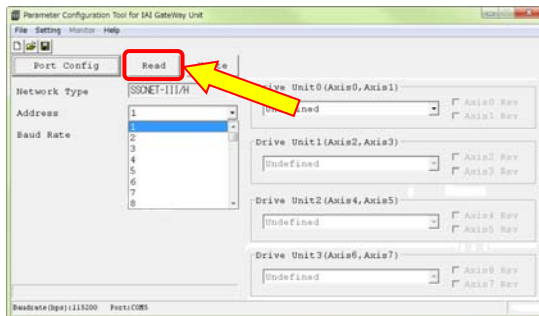 Parameter Configuration Tool for IAI GateWay Unit
File Setting Monitor Help
Port Config Read
Network Type SSCNET-III/H
Address 1
Baud Rate
1
2
3
4
5
6
7
8
Drive Unit0(Axis0,Axis1)
Axis0 Rev
Axis1 Rev
Drive Unit1(Axis2,Axis3)
Undefined
Axis2 Rev
Axis3 Rev
Drive Unit2(Axis4,Axis5)
Undefined
Axis4 Rev
Axis5 Rev
Drive Unit3(Axis6,Axis7)
Undefined
Axis6 Rev
Axis7 Rev
Baudrate(bps):115200 Port:COM5